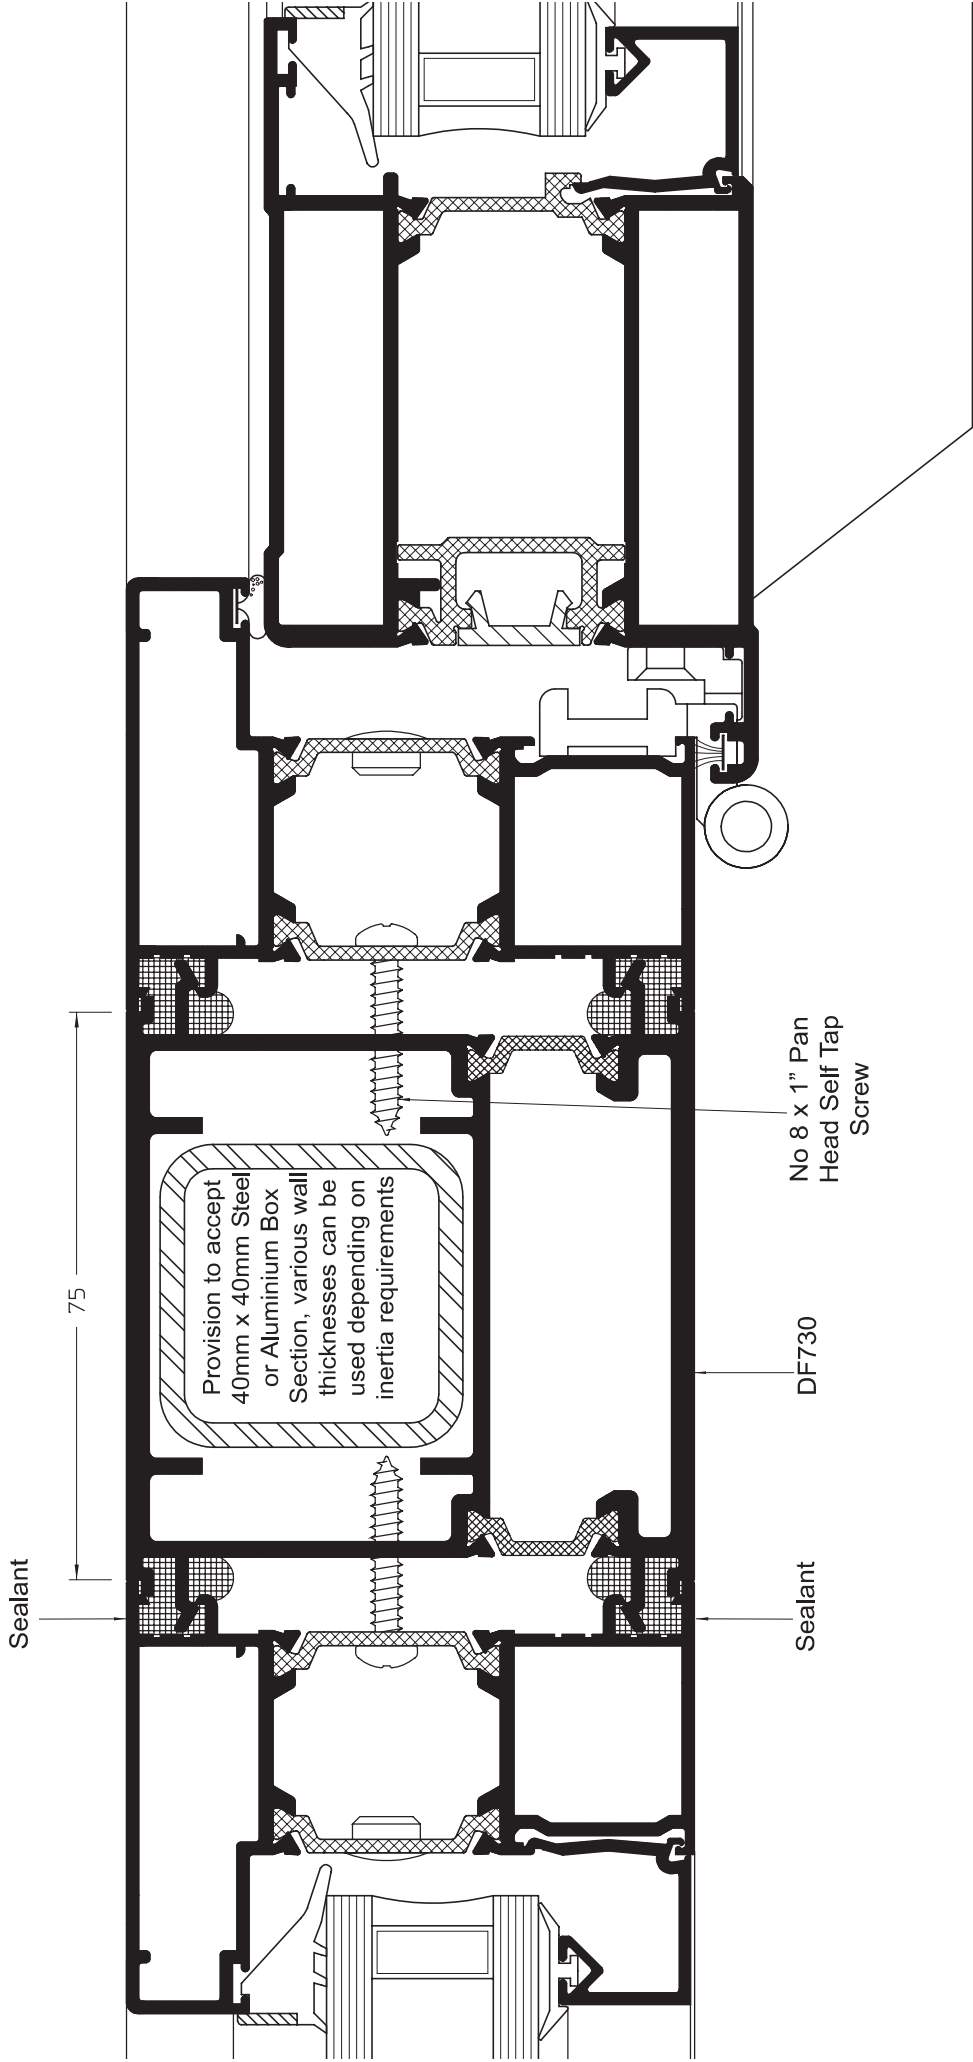 Sealant
75
Provision to accept
40mm x 40mm Steel
or Aluminium Box
Section, various wall
thicknesses can be
used depending on
inertia requirements
No 8 x 1” Pan
Head Self Tap
Screw
DF730
Sealant